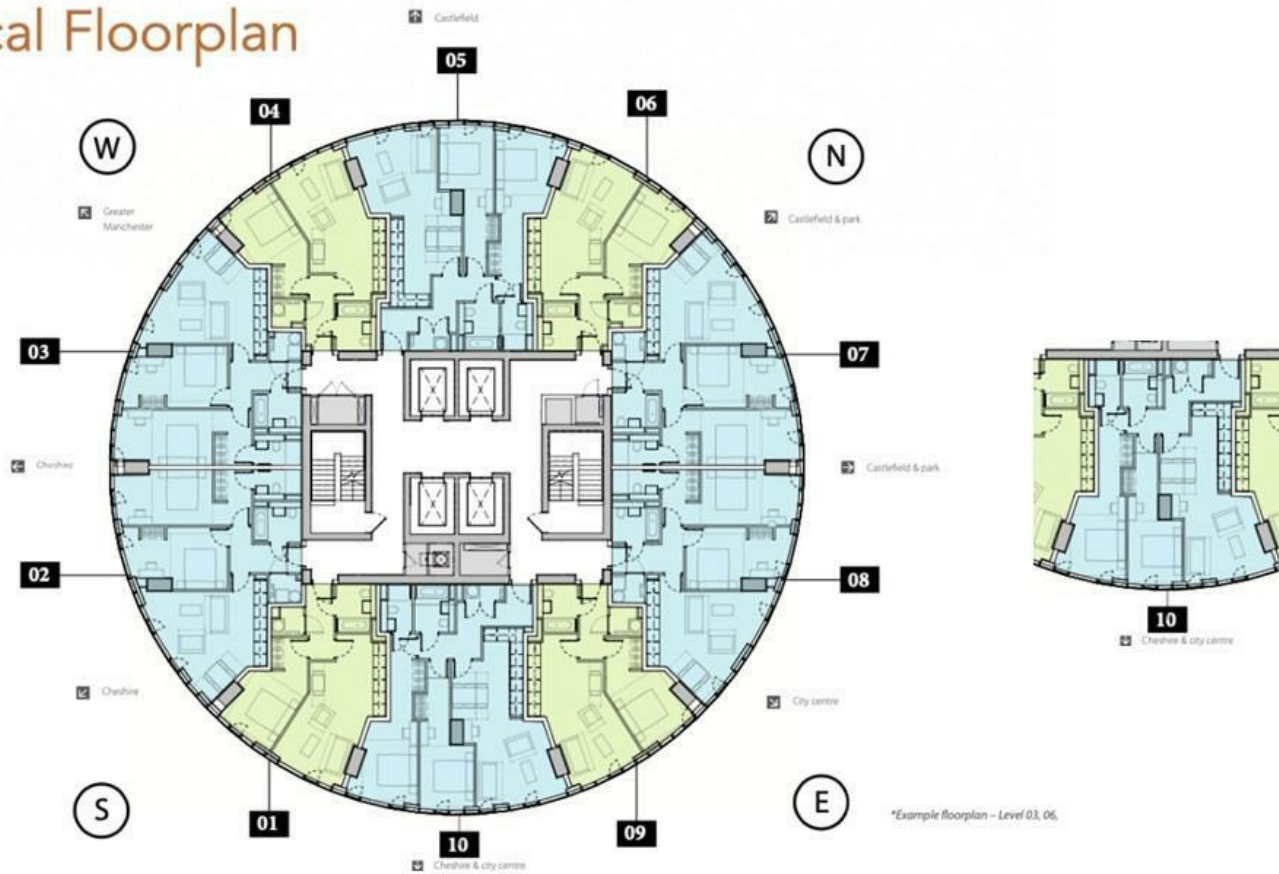 cal Floorplan
Castlefield
05
04
06
W
N
Greater
Manchester
Castlefield & park
03
07
Cheshire
Castlefield & park
02
08
Cheshire
City centre
S
E
01
09
10
Cheshire & city centre
10
Cheshire & city centre
*Example floorplan – Level 03, 06,